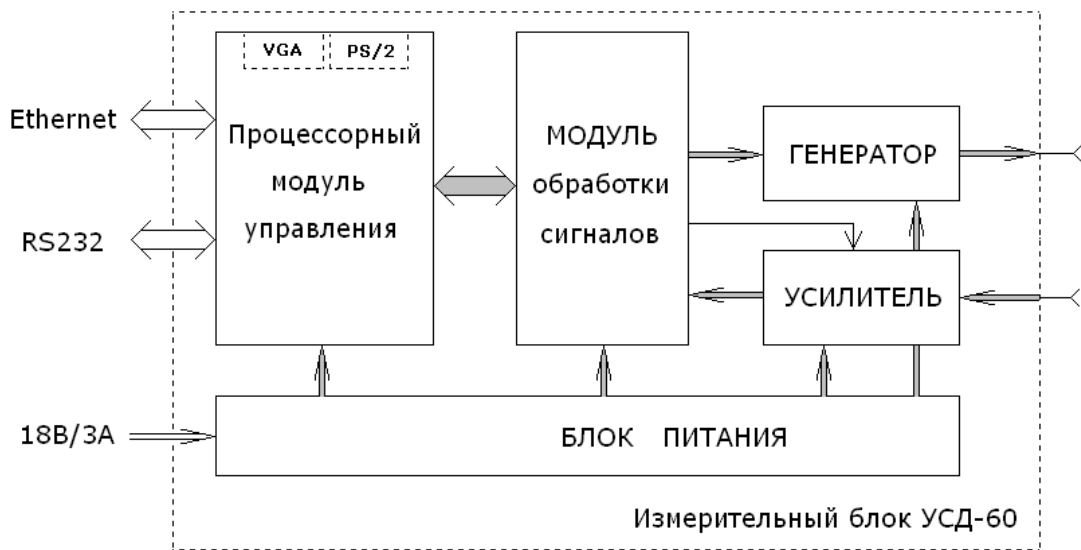 VGA PS/2
Ethernet
Процессорный
модуль
управления
RS232
МОДУЛЬ
обработки
сигналов
ГЕНЕРАТОР
УСИЛИТЕЛЬ
18В/3А
БЛОК ПИТАНИЯ
Измерительный блок УСД-60